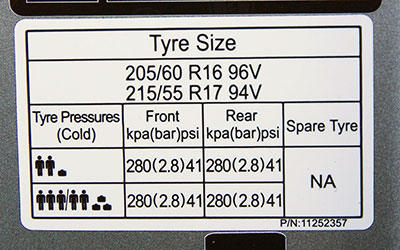 Tyre Size
205/60 R16 96V
215/55 R17 94V
Tyre Pressures (Cold)
Front kpa(bar)psi
Rear kpa(bar)psi
Spare Tyre
280(2.8)41 280(2.8)41
280(2.8)41 280(2.8)41
NA
P/N:11252357